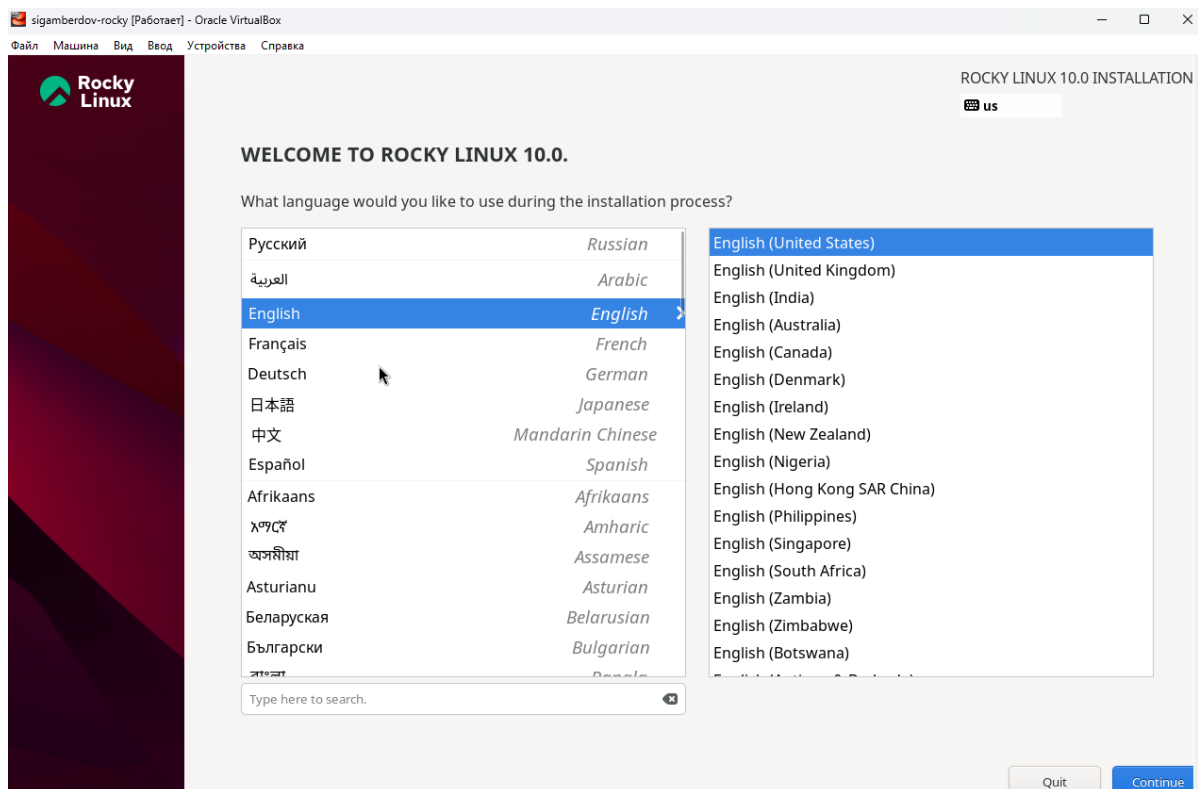 sigamberdov-rocky [Работает] - Oracle VirtualBox
Файл Машина Вид Ввод Устройства Справка
Rocky
Linux
ROCKY LINUX 10.0 INSTALLATION
us
WELCOME TO ROCKY LINUX 10.0.
What language would you like to use during the installation process?
Русский Russian
العربية Arabic
English English
Français French
Deutsch German
日本語 Japanese
中文 Mandarin Chinese
Español Spanish
Afrikaans Afrikaans
አማርኛ Amharic
অসমীয়া Assamese
Asturianu Asturian
Беларуская Belarusian
Български Bulgarian
বাংলা Bangla
English (United States)
English (United Kingdom)
English (India)
English (Australia)
English (Canada)
English (Denmark)
English (Ireland)
English (New Zealand)
English (Nigeria)
English (Hong Kong SAR China)
English (Philippines)
English (Singapore)
English (South Africa)
English (Zambia)
English (Zimbabwe)
English (Botswana)
English (Antigua & Barbuda)
Type here to search.
Quit Continue